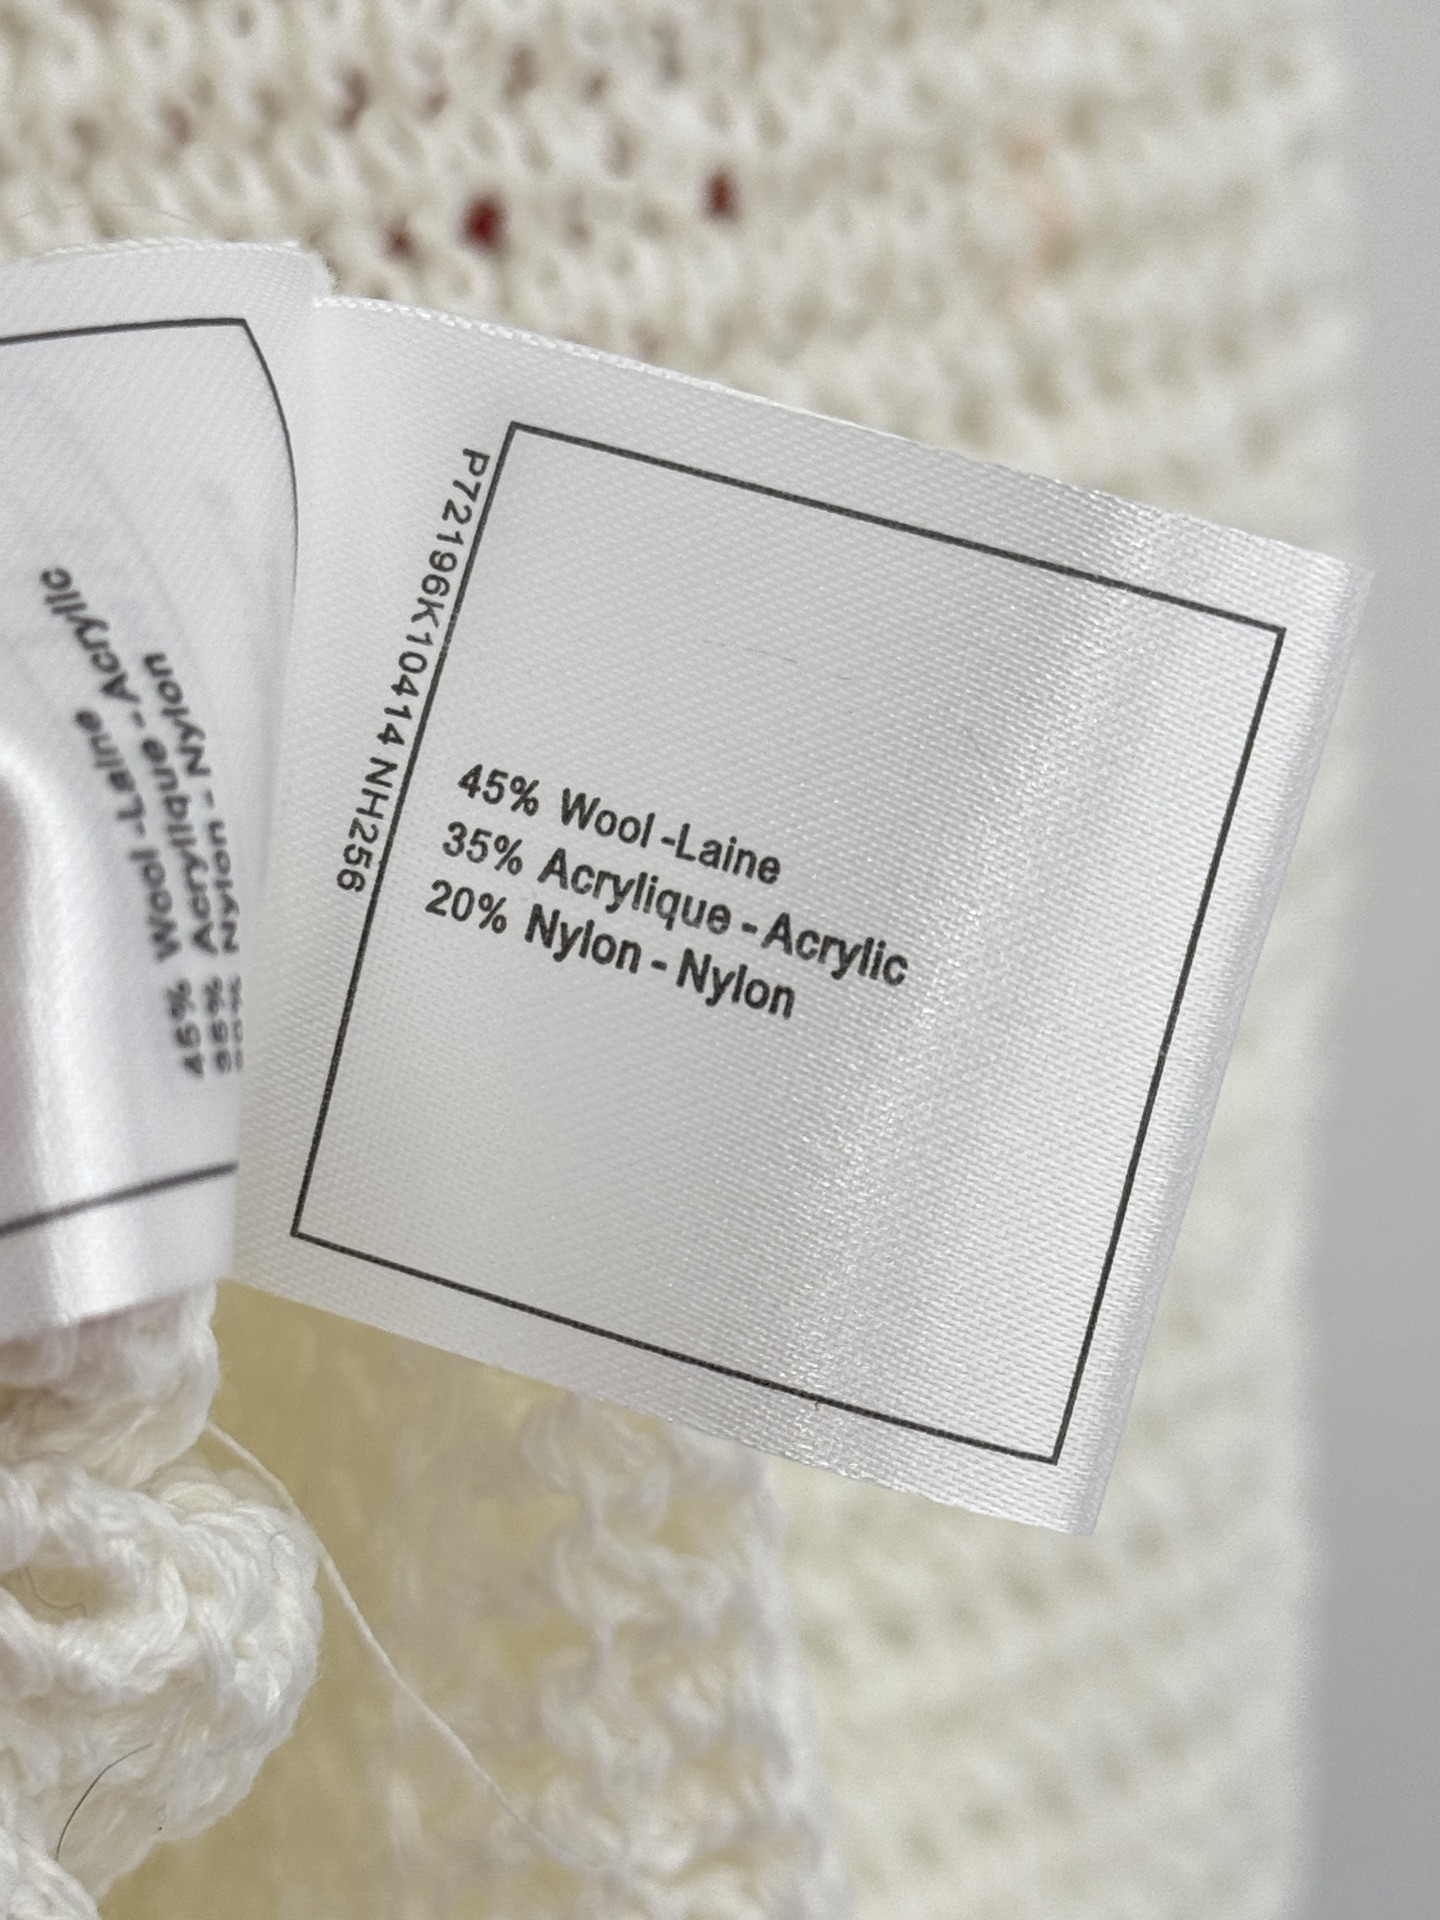 P72196K10414 NH256
45% Wool -Laine
35% Acrylique - Acrylic
20% Nylon - Nylon
45% Wool -Laine
35% Acrylique - Acrylic
Nylon - Nylon